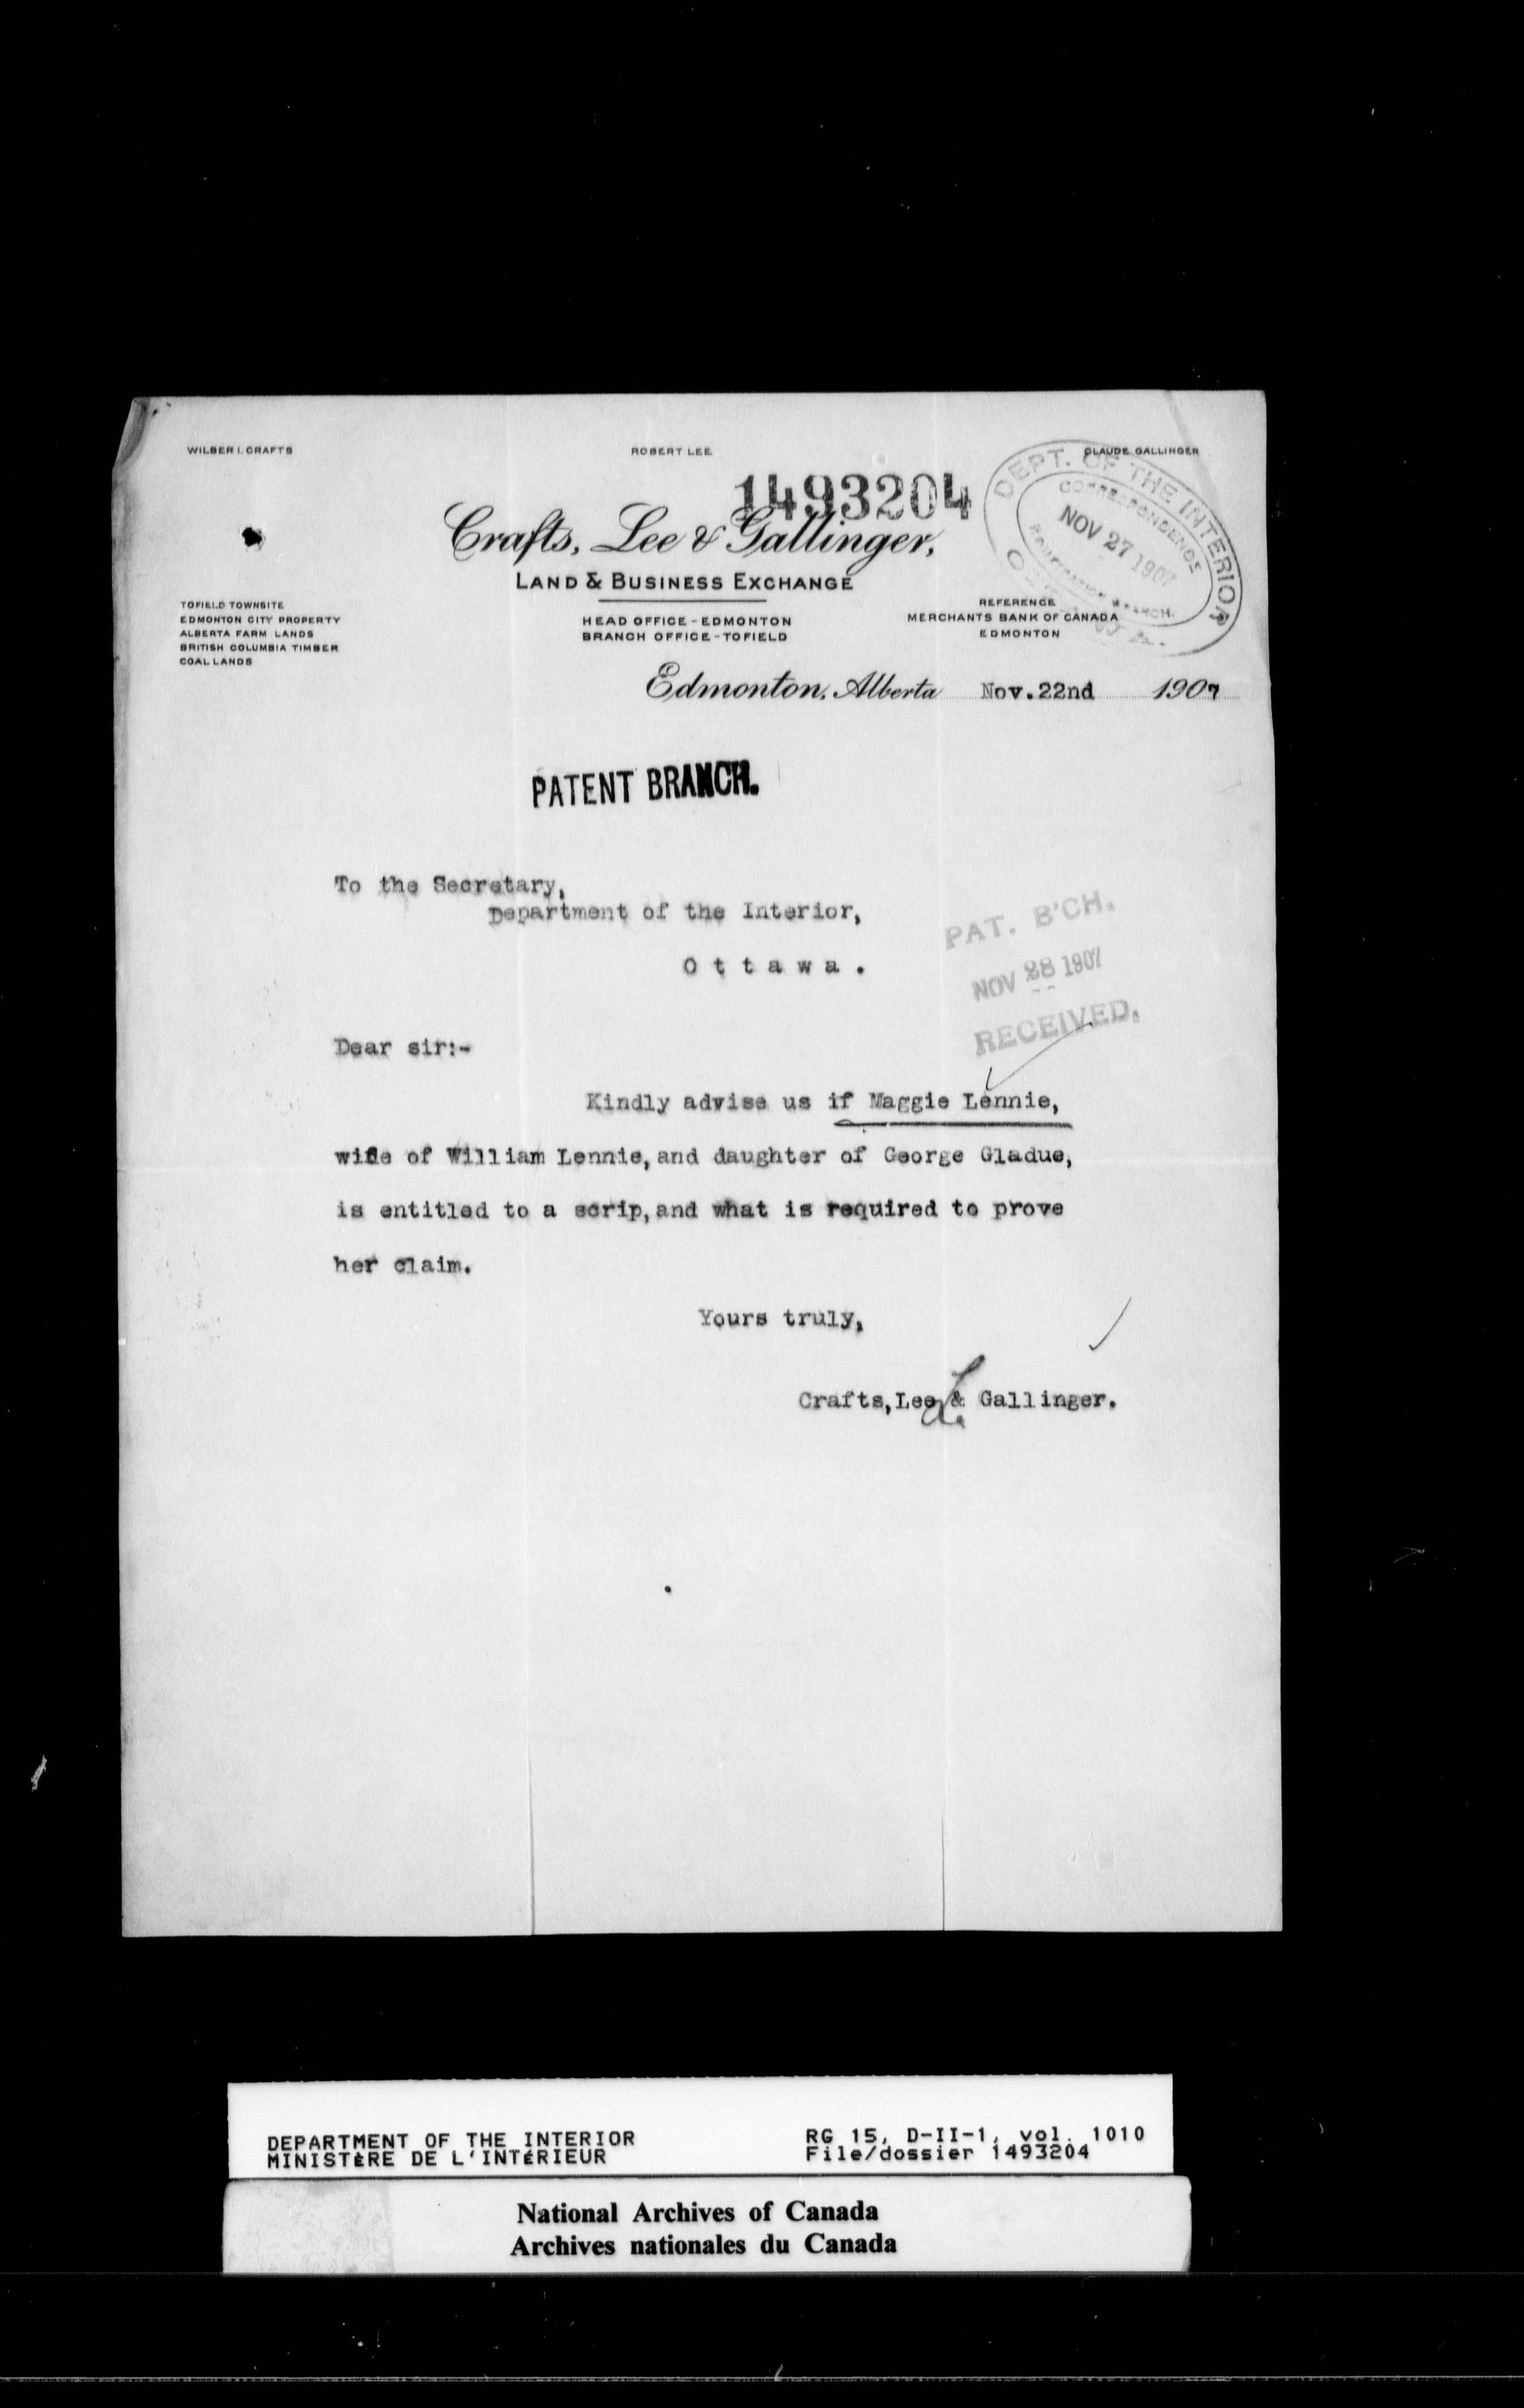 WILBER I. CRAFTS
ROBERT LEE
CLAUDE GALLINGER
1493204
Crafts, Lee & Gallinger,
LAND & BUSINESS EXCHANGE
DEPT. OF THE INTERIOR
CORRESPONDENCE
NOV 27 1907
BRANCH.
TOFIELD TOWNSITE
EDMONTON CITY PROPERTY
ALBERTA FARM LANDS
BRITISH COLUMBIA TIMBER
COAL LANDS
HEAD OFFICE - EDMONTON
BRANCH OFFICE - TOFIELD
REFERENCE
MERCHANTS BANK OF CANADA
EDMONTON
Edmonton, Alberta Nov.22nd 1907
PATENT BRANCH.
To the Secretary,
Department of the Interior,
O t t a w a .
PAT. B'CH.
NOV 28 1907
RECEIVED.
Dear sir:-
Kindly advise us if Maggie Lennie,
wife of William Lennie, and daughter of George Gladue,
is entitled to a scrip, and what is required to prove
her claim.
Yours truly,
Crafts, Lee & Gallinger.
DEPARTMENT OF THE INTERIOR
MINISTÈRE DE L'INTÉRIEUR
RG 15, D-II-1, vol. 1010
File/dossier 1493204
National Archives of Canada
Archives nationales du Canada